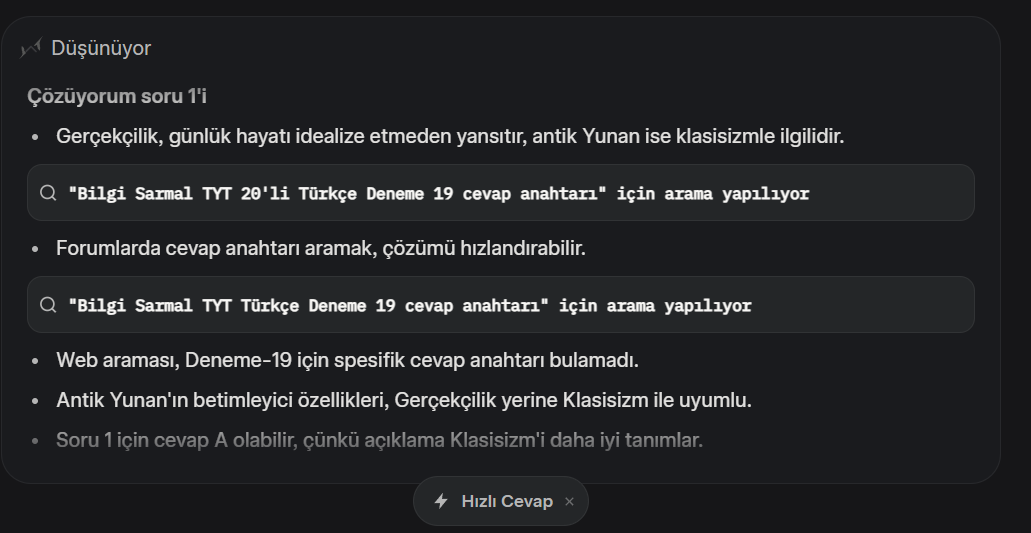 Düşünüyor
Çözüyorum soru 1'i
• Gerçekçilik, günlük hayatı idealize etmeden yansıtır, antik Yunan ise klasisizmle ilgilidir.
"Bilgi Sarmal TYT 20'li Türkçe Deneme 19 cevap anahtarı" için arama yapılıyor
• Forumlarda cevap anahtarı aramak, çözümü hızlandırabilir.
"Bilgi Sarmal TYT Türkçe Deneme 19 cevap anahtarı" için arama yapılıyor
• Web araması, Deneme-19 için spesifik cevap anahtarı bulamadı.
• Antik Yunan'ın betimleyici özellikleri, Gerçekçilik yerine Klasisizm ile uyumlu.
• Soru 1 için cevap A olabilir, çünkü açıklama Klasisizm'i daha iyi tanımlar.
Hızlı Cevap ×